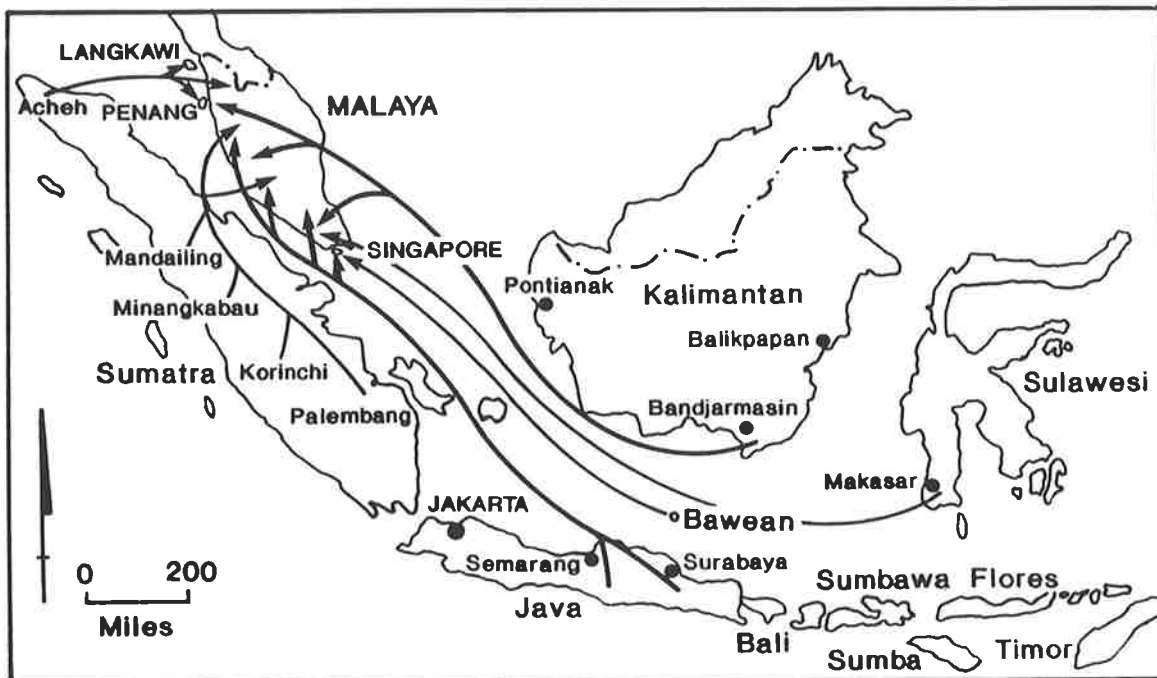 LANGKAWI
Acheh
PENANG
MALAYA
Mandailing
SINGAPORE
Minangkabau
Pontianak
Kalimantan
Sumatra
Korinchi
Balikpapan
Sulawesi
Palembang
Bandjarmasin
Makasar
JAKARTA
Bawean
Semarang
Surabaya
0 200
Miles
Java
Sumbawa
Flores
Bali
Sumba
Timor